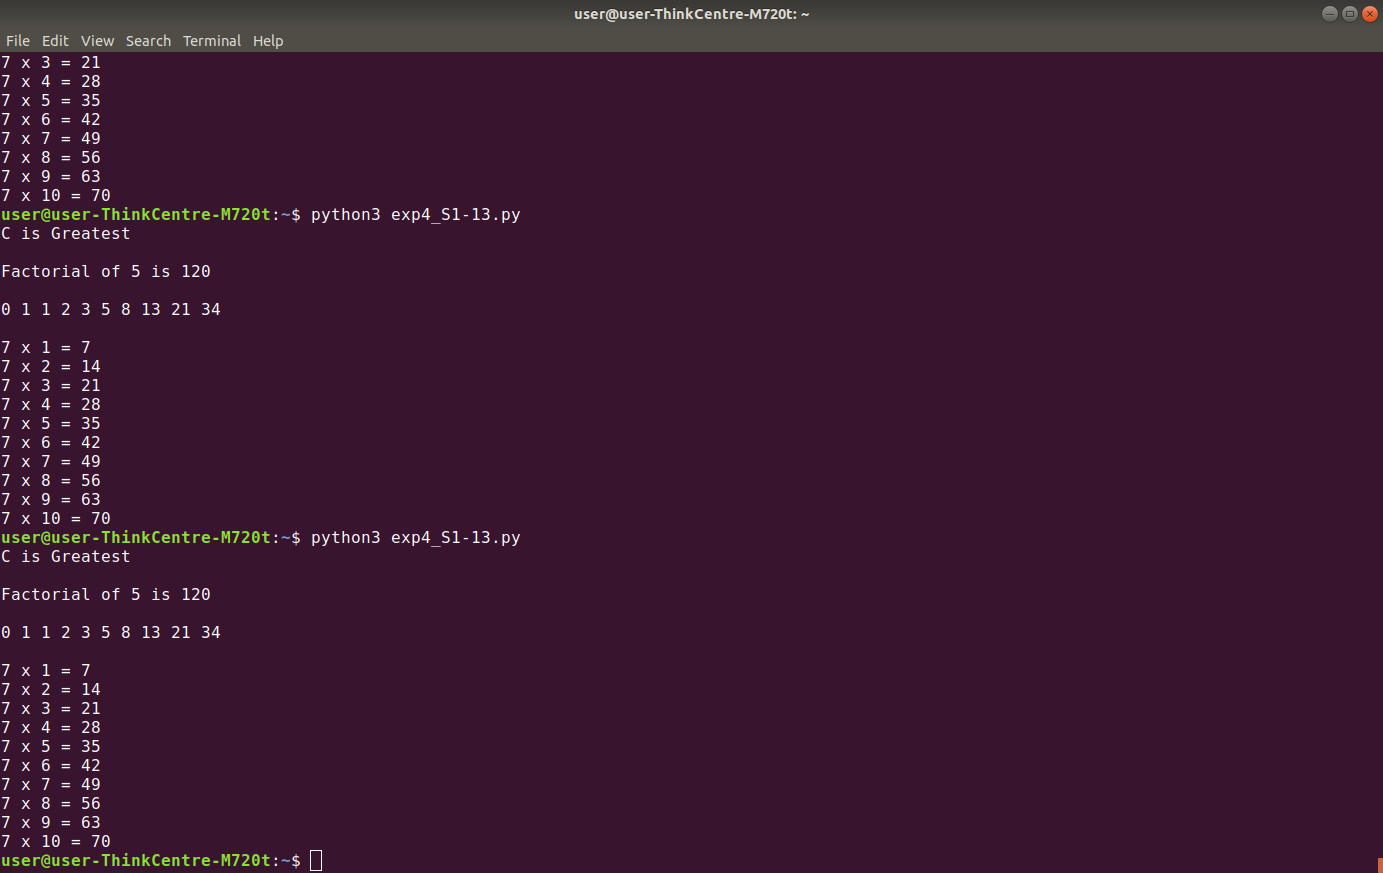 user@user-ThinkCentre-M720t: ~
File Edit View Search Terminal Help
7 x 3 = 21
7 x 4 = 28
7 x 5 = 35
7 x 6 = 42
7 x 7 = 49
7 x 8 = 56
7 x 9 = 63
7 x 10 = 70
user@user-ThinkCentre-M720t:~$ python3 exp4_S1-13.py
C is Greatest

Factorial of 5 is 120

0 1 1 2 3 5 8 13 21 34

7 x 1 = 7
7 x 2 = 14
7 x 3 = 21
7 x 4 = 28
7 x 5 = 35
7 x 6 = 42
7 x 7 = 49
7 x 8 = 56
7 x 9 = 63
7 x 10 = 70
user@user-ThinkCentre-M720t:~$ python3 exp4_S1-13.py
C is Greatest

Factorial of 5 is 120

0 1 1 2 3 5 8 13 21 34

7 x 1 = 7
7 x 2 = 14
7 x 3 = 21
7 x 4 = 28
7 x 5 = 35
7 x 6 = 42
7 x 7 = 49
7 x 8 = 56
7 x 9 = 63
7 x 10 = 70
user@user-ThinkCentre-M720t:~$